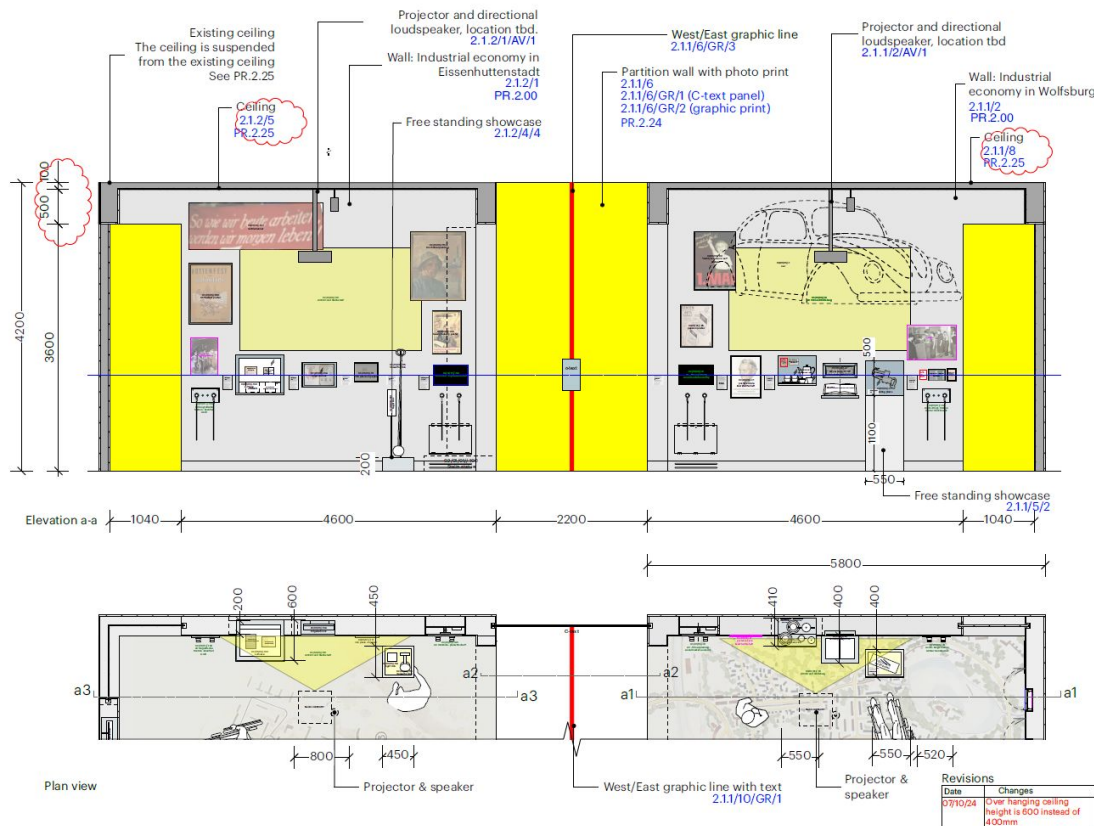 Existing ceiling
The ceiling is suspended
from the existing ceiling
See PR.2.25
Ceiling
2.1.2/5
PR.2.25
Projector and directional
loudspeaker, location tbd.
2.1.2/1/AV/1
Wall: Industrial economy in
Eissenhuttenstadt
2.1.2/1
PR.2.00
Free standing showcase
2.1.2/4/4
West/East graphic line
2.1.1/6/GR/3
Partition wall with photo print
2.1.1/6
2.1.1/6/GR/1 (C-text panel)
2.1.1/6/GR/2 (graphic print)
PR.2.24
Projector and directional
loudspeaker, location tbd
2.1.1/2/AV/1
Wall: Industrial
economy in Wolfsburg
2.1.1/2
PR.2.00
Ceiling
2.1.1/8
PR.2.25
100
500
4200
3600
So wie wir heute arbeiten
werden wir morgen leben!
1. MAI
200
500
1100
550
Free standing showcase
2.1.1/5/2
Elevation a-a
1040
4600
2200
4600
1040
5800
200
600
450
410
400
400
a3
a3
a2
a2
a1
a1
800
450
550
550
520
Plan view
Projector & speaker
West/East graphic line with text
2.1.1/10/GR/1
Projector &
speaker
Revisions
Date Changes
07/10/24 Over hanging ceiling
height is 600 instead of
400mm